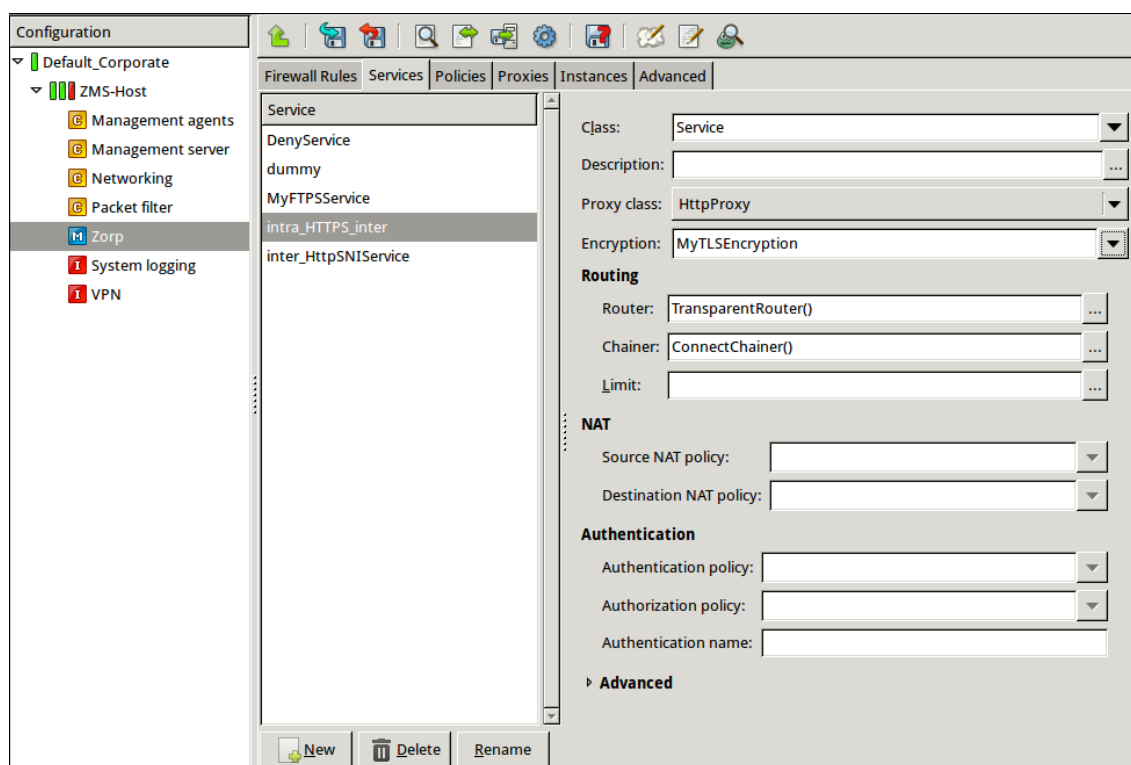 Configuration
Default_Corporate
ZMS-Host
Management agents
Management server
Networking
Packet filter
Zorp
System logging
VPN
Firewall Rules Services Policies Proxies Instances Advanced
Service
DenyService
dummy
MyFTPSService
intra_HTTPS_inter
inter_HttpSNIService
New Delete Rename
Class: Service
Description: ...
Proxy class: HttpProxy
Encryption: MyTLSEncryption
Routing
Router: TransparentRouter() ...
Chainer: ConnectChainer() ...
Limit: ...
NAT
Source NAT policy:
Destination NAT policy:
Authentication
Authentication policy:
Authorization policy:
Authentication name:
Advanced